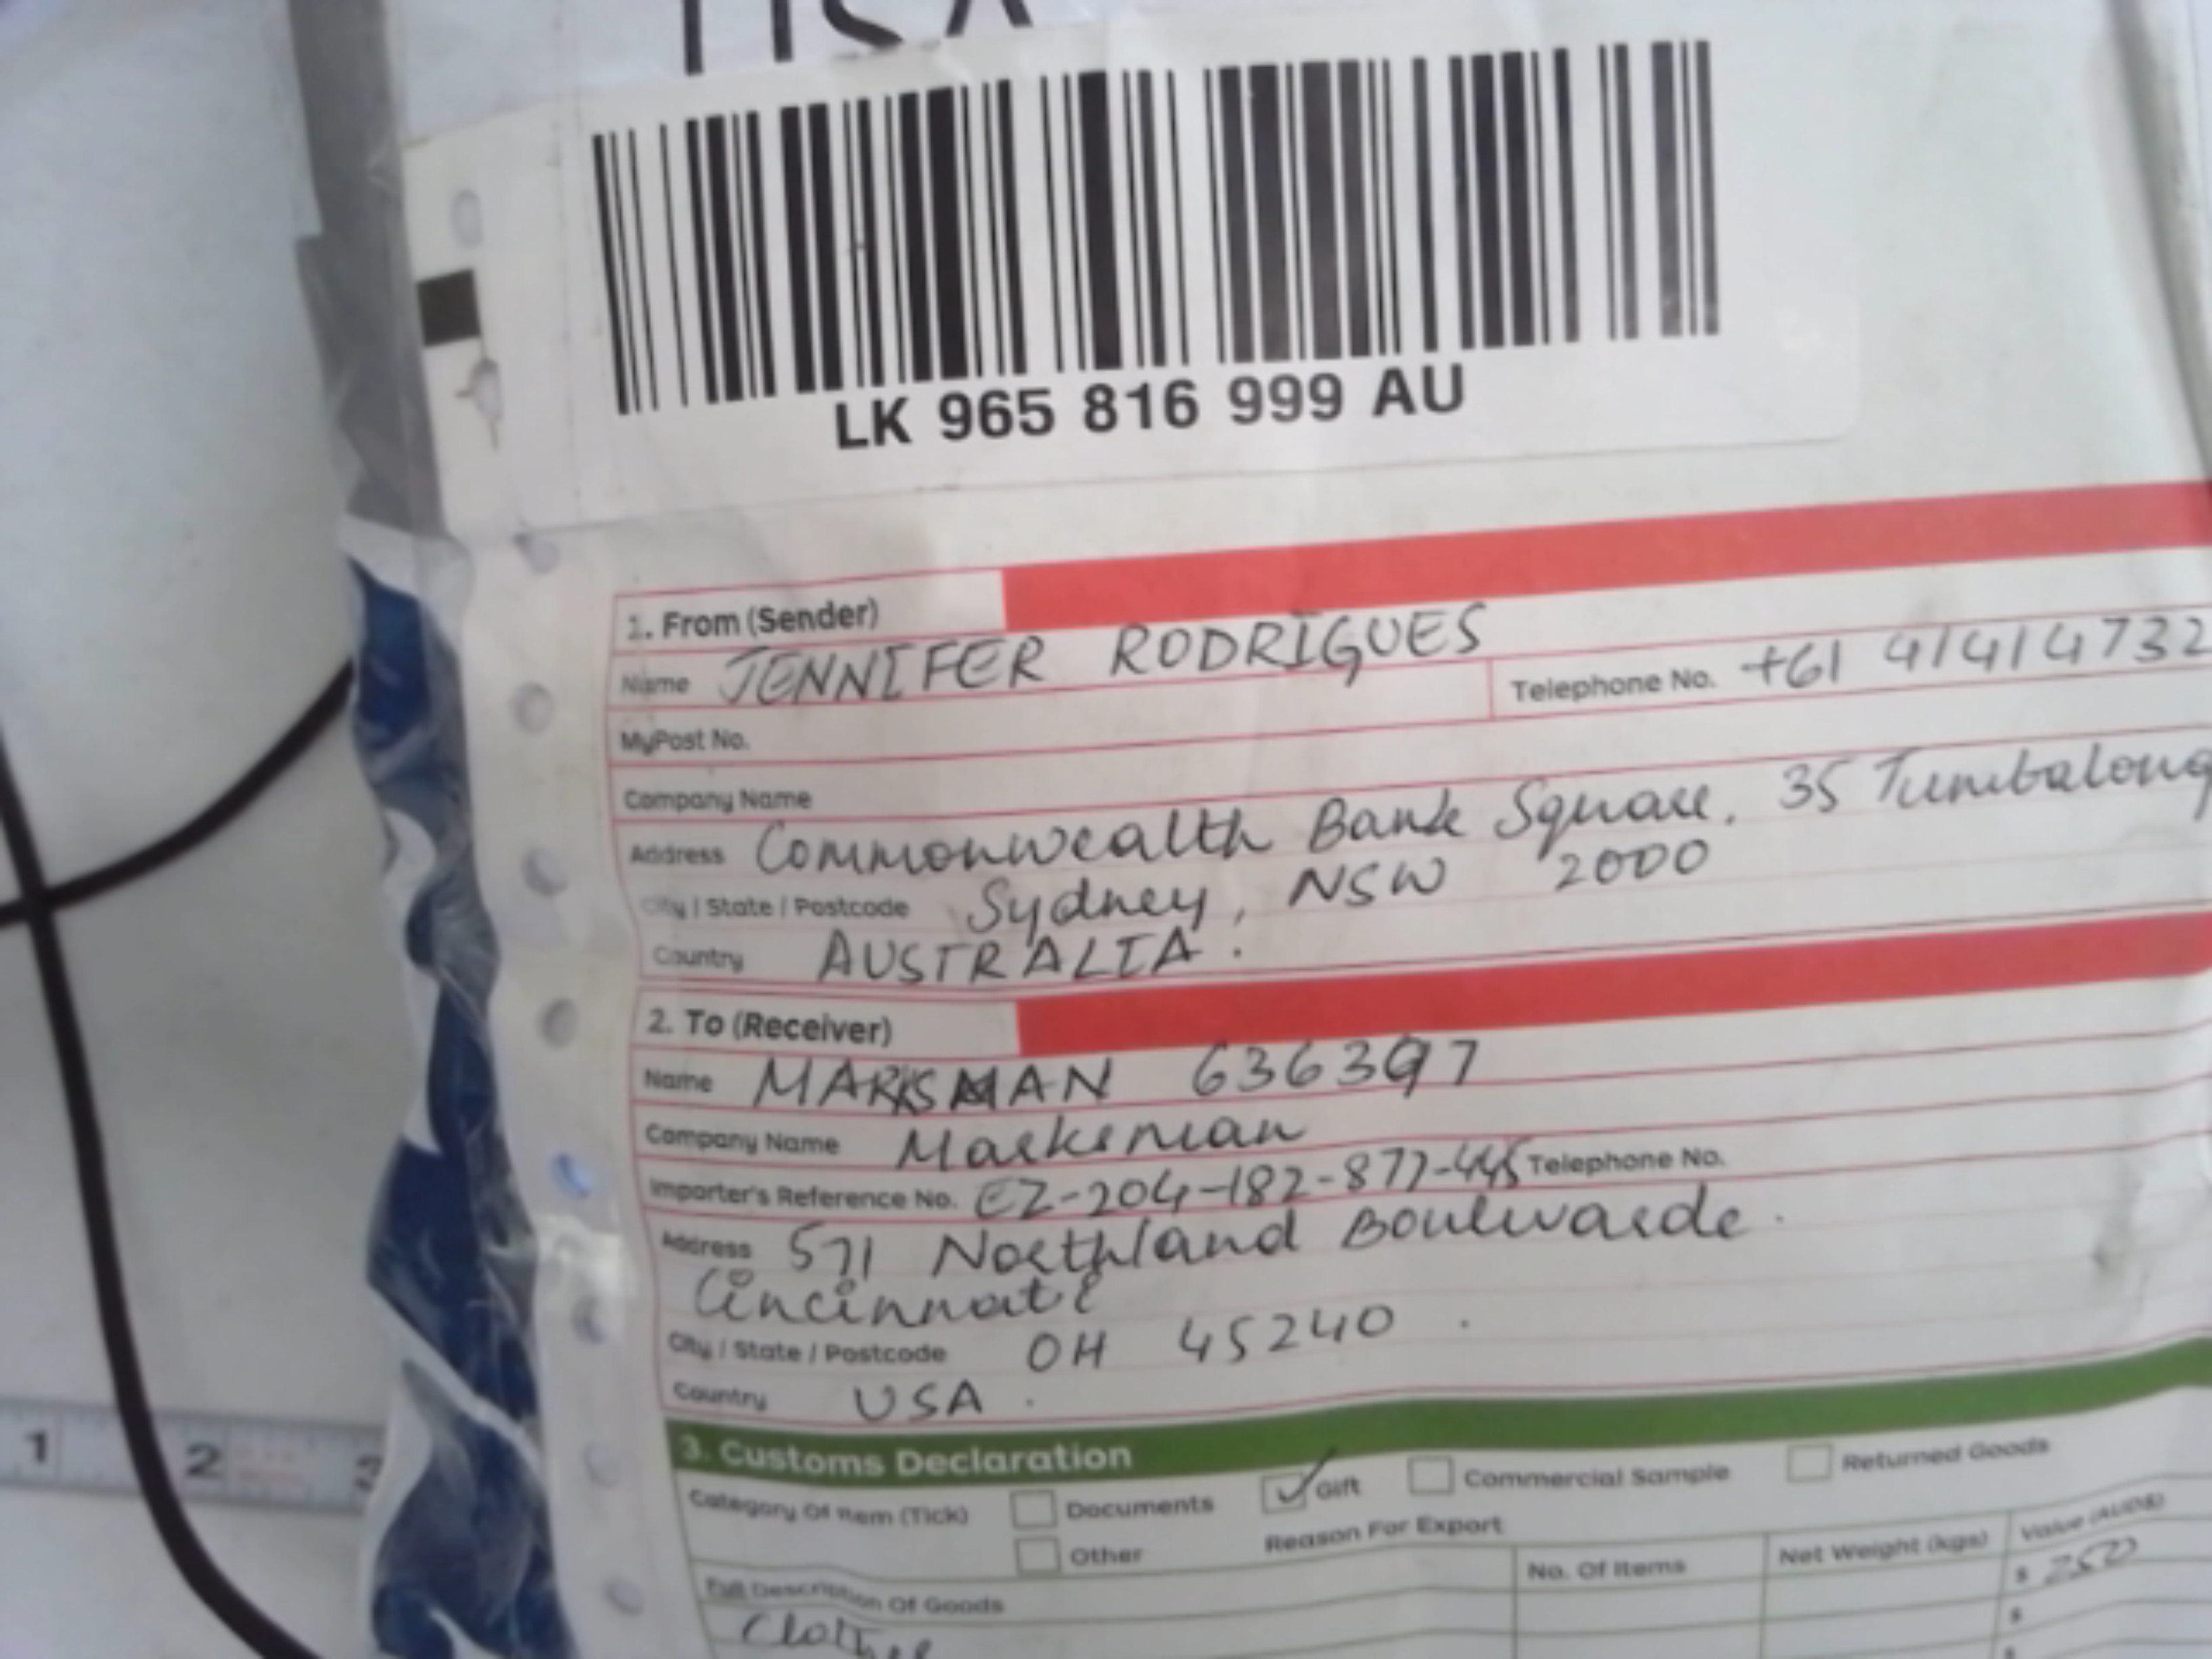 USA
LK 965 816 999 AU
1. From (Sender)
Name JENNIFER RODRIGUES Telephone No. +61 41414732
MyPost No.
Company Name
Address Commonwealth Bank Square, 35 Tumbalong
City / State / Postcode Sydney, NSW 2000
Country AUSTRALIA.
2. To (Receiver)
Name MARKSMAN 636397
Company Name Marksman
Importer's Reference No. EZ-204-182-877-445 Telephone No.
Address 571 Northland Boulvarde.
Cincinnati
City / State / Postcode OH 45240.
Country USA.
3. Customs Declaration
Category Of Item (Tick) Documents Gift Commercial Sample Returned Goods
Other Reason For Export
Full Description Of Goods No. Of Items Net Weight (kgs) Value (AUD$)
$ 250
$
$